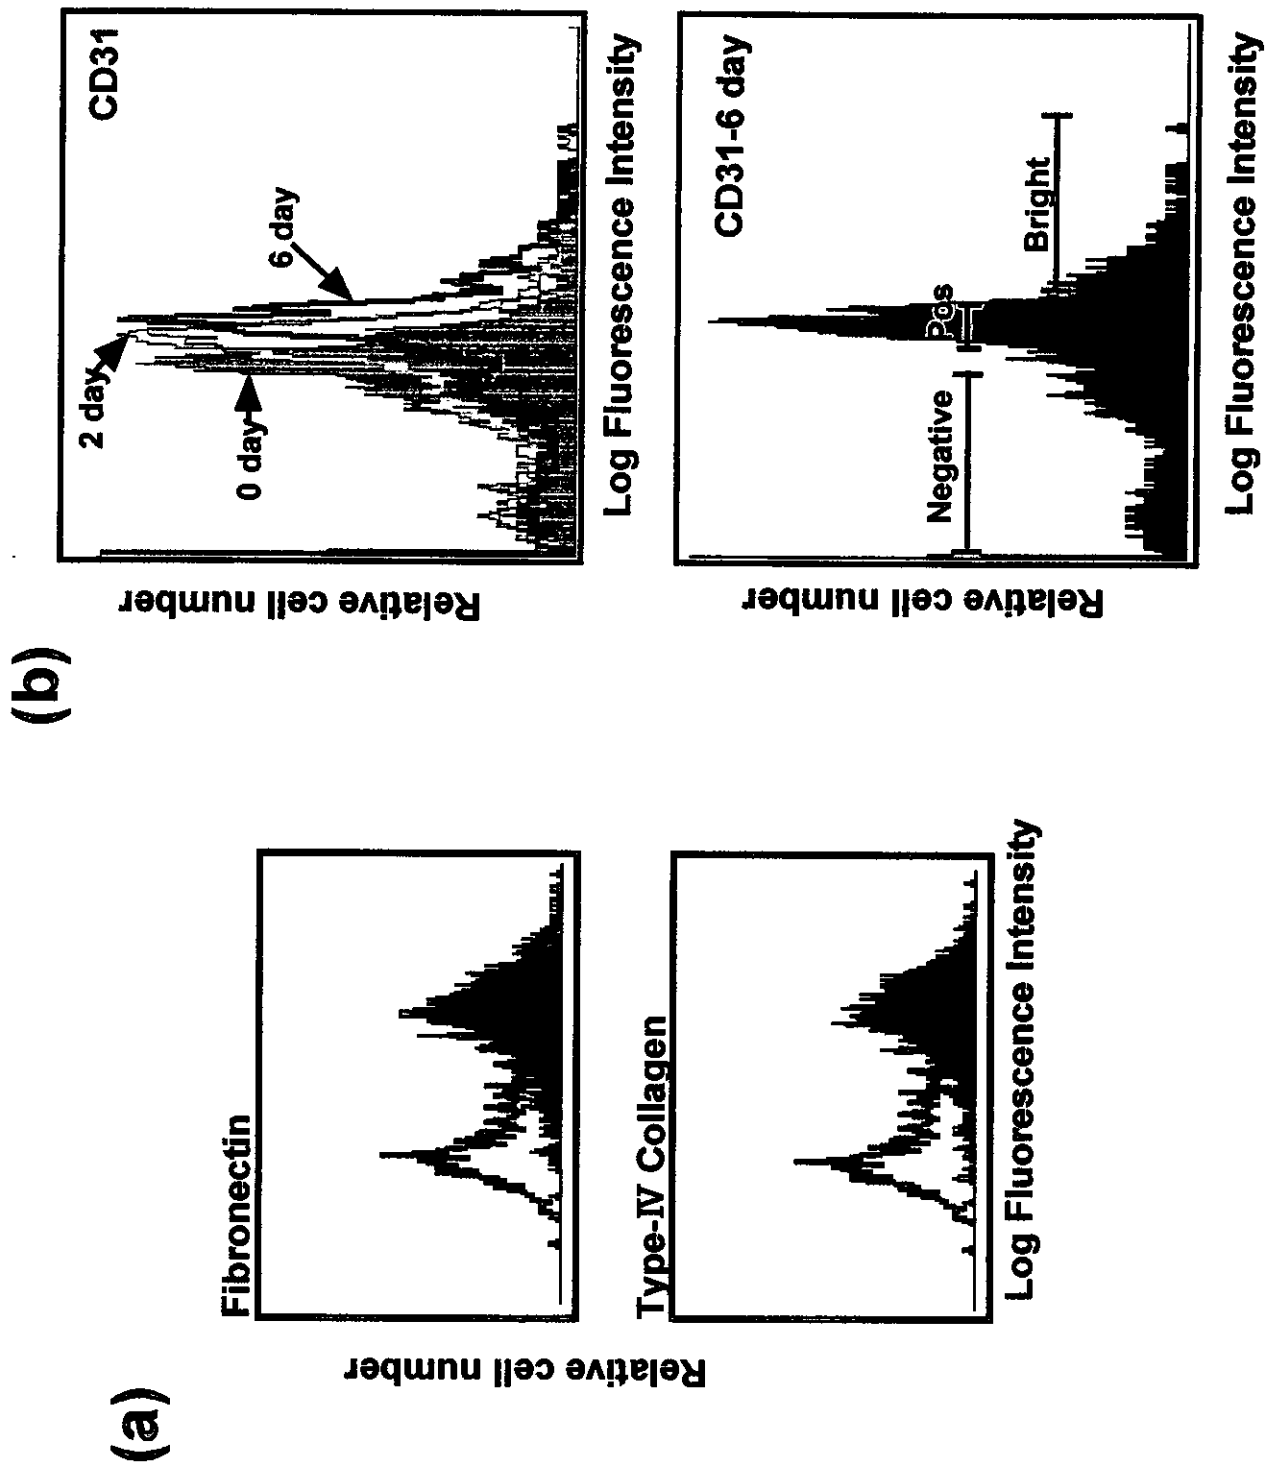 (a)
Fibronectin
Type-IV Collagen
Relative cell number
Log Fluorescence Intensity
(b)
CD31
2 day
0 day
6 day
Relative cell number
Log Fluorescence Intensity
CD31-6 day
Negative
Pos
Bright
Relative cell number
Log Fluorescence Intensity